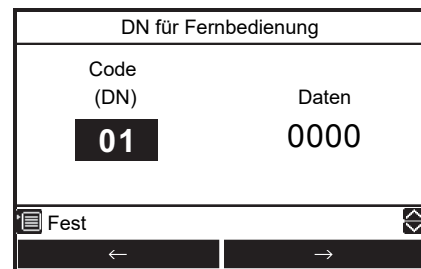 DN für Fernbedienung
Code
(DN) Daten
01 0000
Fest
← →